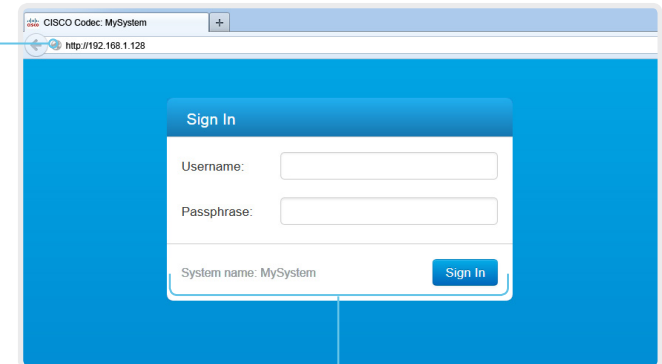 CISCO Codec: MySystem
+
http://192.168.1.128
Sign In
Username:
Passphrase:
System name: MySystem
Sign In